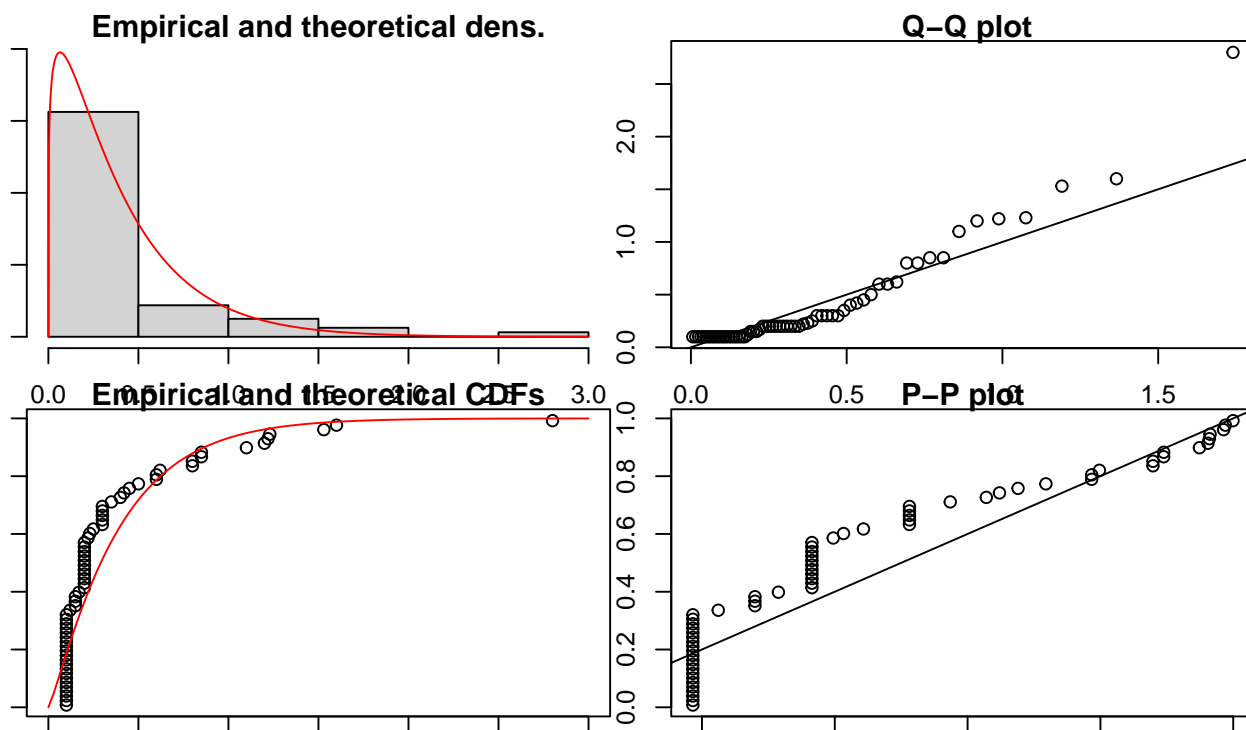 Empirical and theoretical dens.
Q−Q plot
0.0 1.0 2.0
0.0 0.5 1.0 1.5 2.0 2.5 3.0
0.0 0.5 1.0 1.5
Empirical and theoretical CDFs
P−P plot
0.0 0.2 0.4 0.6 0.8 1.0